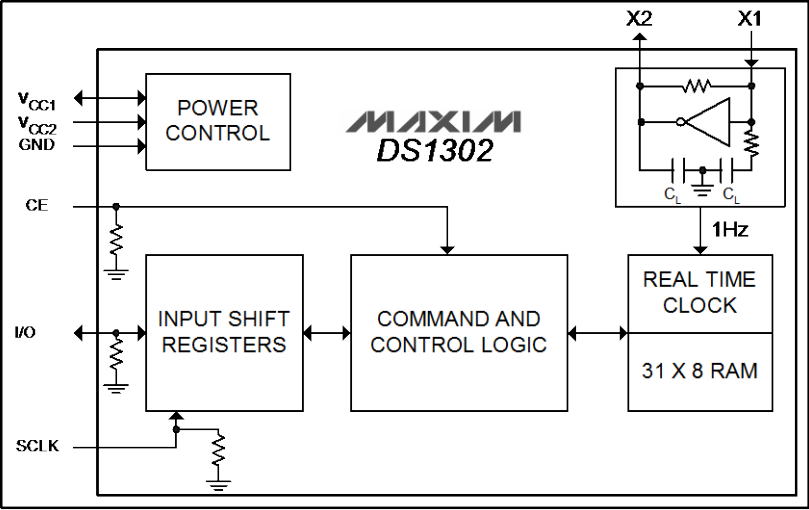 X2
X1
VCC1
VCC2
GND
POWER
CONTROL
MAXIM
DS1302
CL
CL
CE
1Hz
I/O
INPUT SHIFT
REGISTERS
COMMAND AND
CONTROL LOGIC
REAL TIME
CLOCK
31 X 8 RAM
SCLK